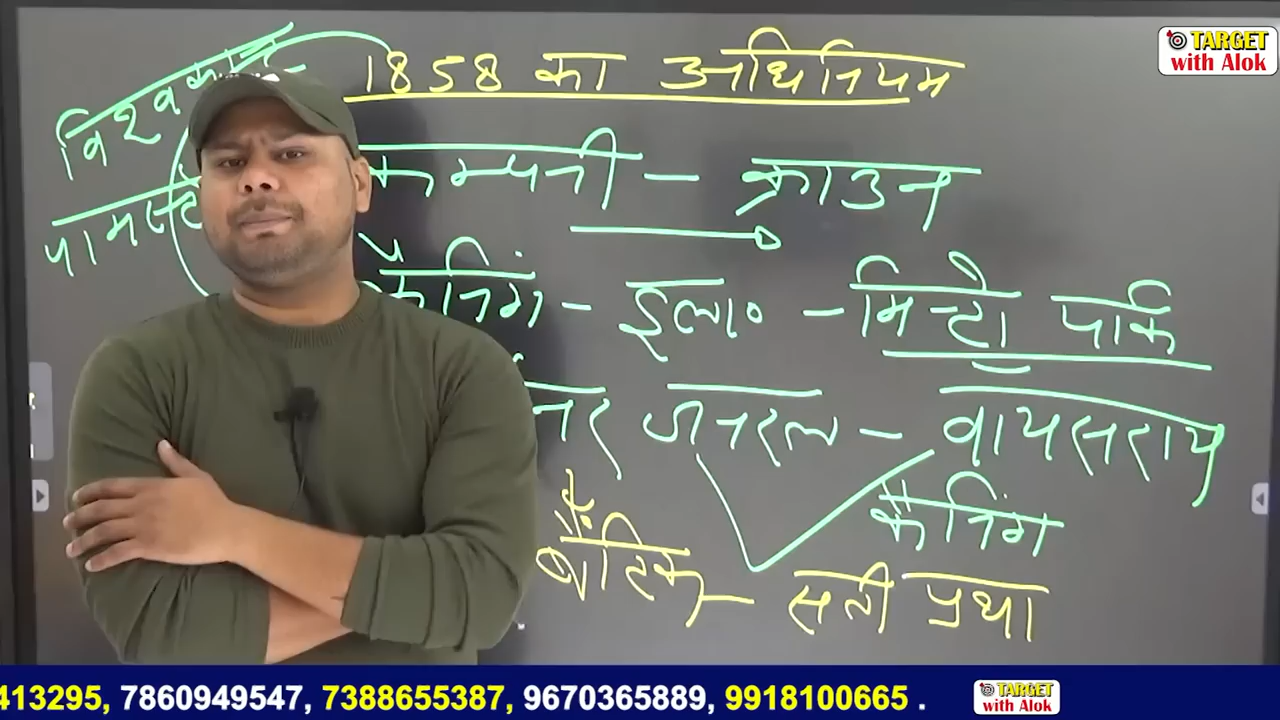 TARGET
with Alok
1858 का अधिनियम
कम्पनी – क्राउन
कैनिंग – इला० – मिन्टो पार्क
नर जनरल – वायसराय
कैनिंग
बैंटिक – सती प्रथा
413295, 7860949547, 7388655387, 9670365889, 9918100665 .
TARGET
with Alok